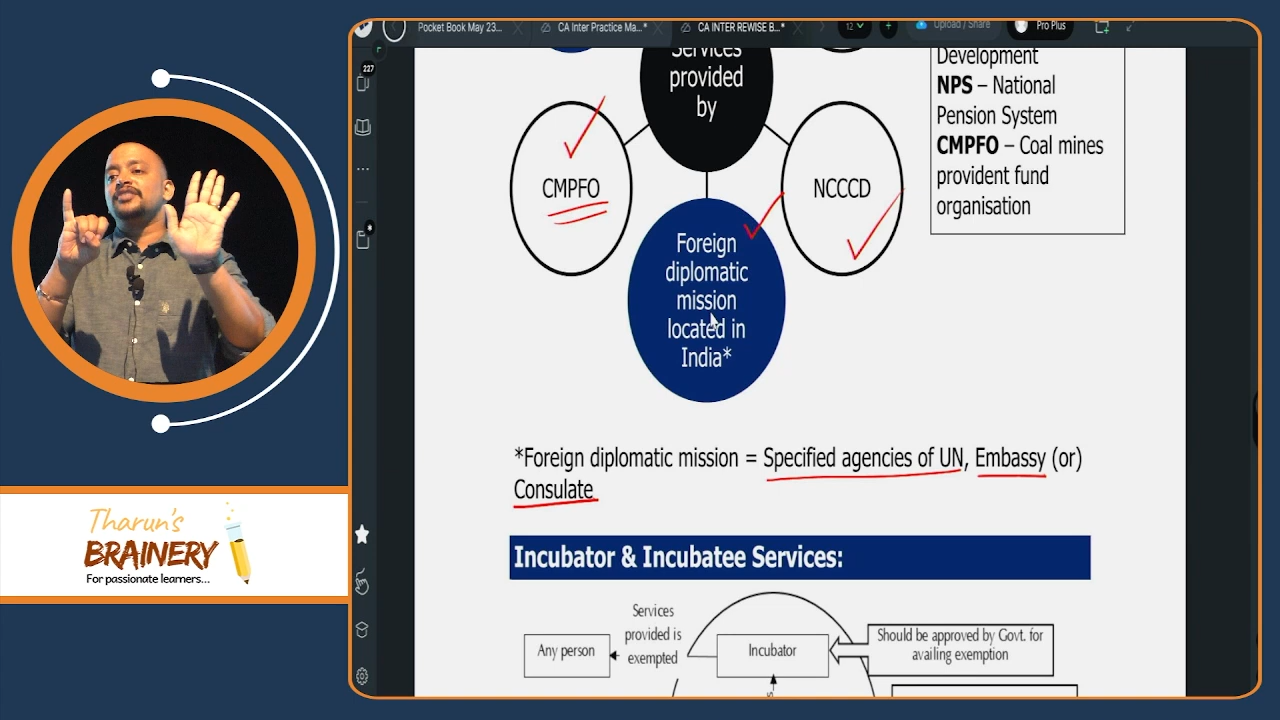 Pocket Book May 23...
CA Inter Practice Ma...*
CA INTER REWISE B...*
12
Upload / Share
Pro Plus
227
Services
provided
by
CMPFO
NCCCD
Foreign
diplomatic
mission
located in
India*
Development
NPS – National
Pension System
CMPFO – Coal mines
provident fund
organisation
*Foreign diplomatic mission = Specified agencies of UN, Embassy (or)
Consulate
Incubator & Incubatee Services:
Any person
Services
provided is
exempted
Incubator
Should be approved by Govt. for
availing exemption
Tharun's
BRAINERY
For passionate learners...